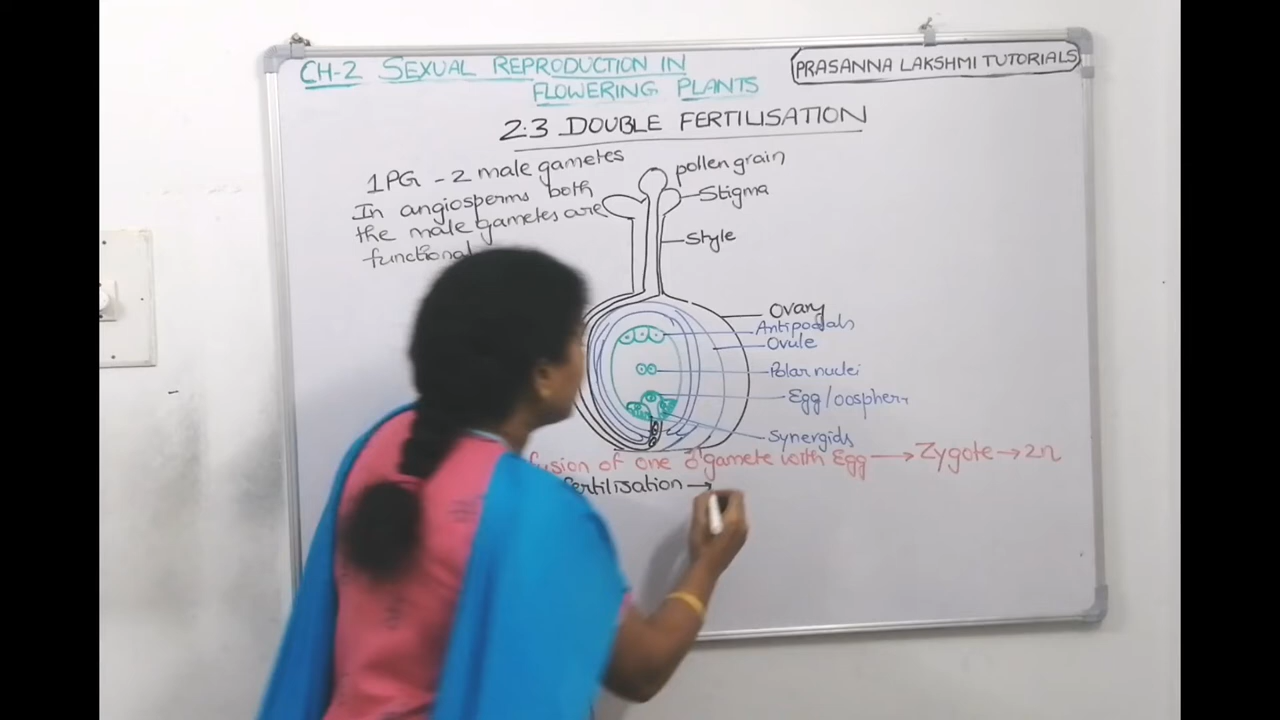 CH-2 SEXUAL REPRODUCTION IN
FLOWERING PLANTS
PRASANNA LAKSHMI TUTORIALS
2.3 DOUBLE FERTILISATION
1PG - 2 male gametes
In angiosperms both
the male gametes are
functional
pollen grain
Stigma
Style
Ovary
Antipodals
Ovule
Polar nuclei
Egg/oosphere
Synergids
fusion of one ♂ gamete with Egg → Zygote → 2n
fertilisation →